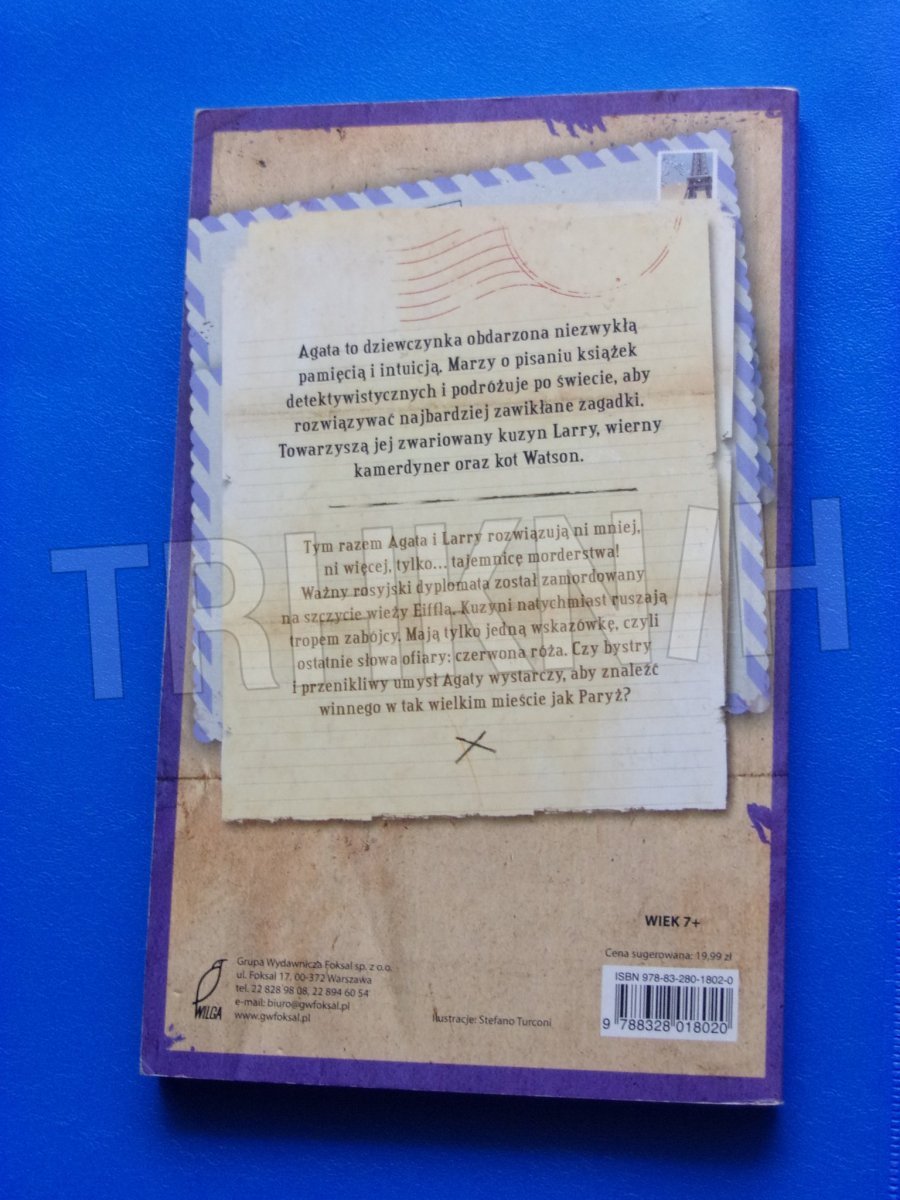 Agata to dziewczynka obdarzona niezwykłą
pamięcią i intuicją. Marzy o pisaniu książek
detektywistycznych i podróżuje po świecie, aby
rozwiązywać najbardziej zawikłane zagadki.
Towarzyszą jej zwariowany kuzyn Larry, wierny
kamerdyner oraz kot Watson.
Tym razem Agata i Larry rozwiązują ni mniej,
ni więcej, tylko... tajemnicę morderstwa!
Ważny rosyjski dyplomata został zamordowany
na szczycie wieży Eiffla. Kuzyni natychmiast ruszają
tropem zabójcy. Mają tylko jedną wskazówkę, czyli
ostatnie słowa ofiary: czerwona róża. Czy bystry
i przenikliwy umysł Agaty wystarczy, aby znaleźć
winnego w tak wielkim mieście jak Paryż?
TRHKNIH
WIEK 7+
Cena sugerowana: 19,99 zł
ISBN 978-83-280-1802-0
9 788328 018020
Grupa Wydawnicza Foksal sp. z o.o.
ul. Foksal 17, 00-372 Warszawa
tel. 22 828 98 08, 22 894 60 54
e-mail: biuro@gwfoksal.pl
www.gwfoksal.pl
WILGA
Ilustracje: Stefano Turconi